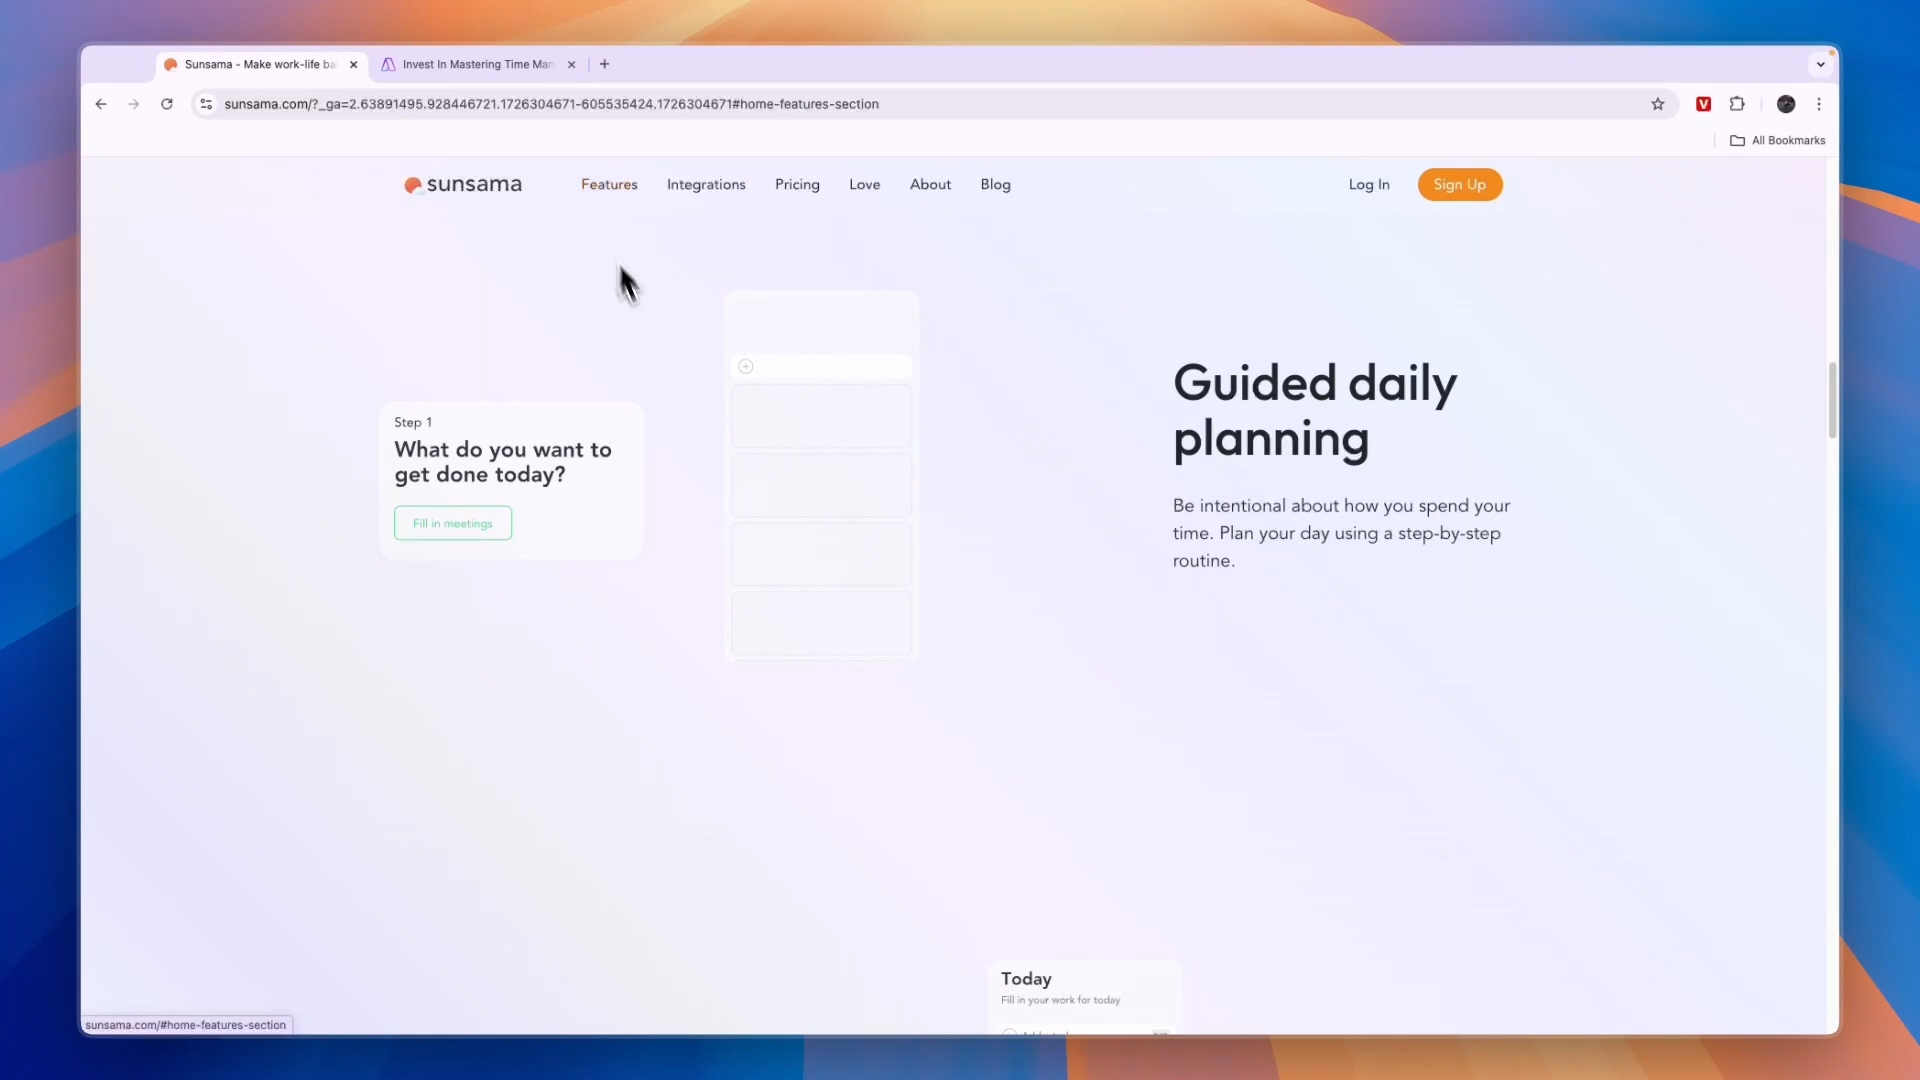 Sunsama - Make work-life ba
Invest In Mastering Time Man
sunsama.com/?_ga=2.63891495.928446721.1726304671-605535424.1726304671#home-features-section
All Bookmarks
sunsama
Features
Integrations
Pricing
Love
About
Blog
Log In
Sign Up
Step 1
What do you want to
get done today?
Fill in meetings
Guided daily
planning
Be intentional about how you spend your
time. Plan your day using a step-by-step
routine.
Today
Fill in your work for today
sunsama.com/#home-features-section